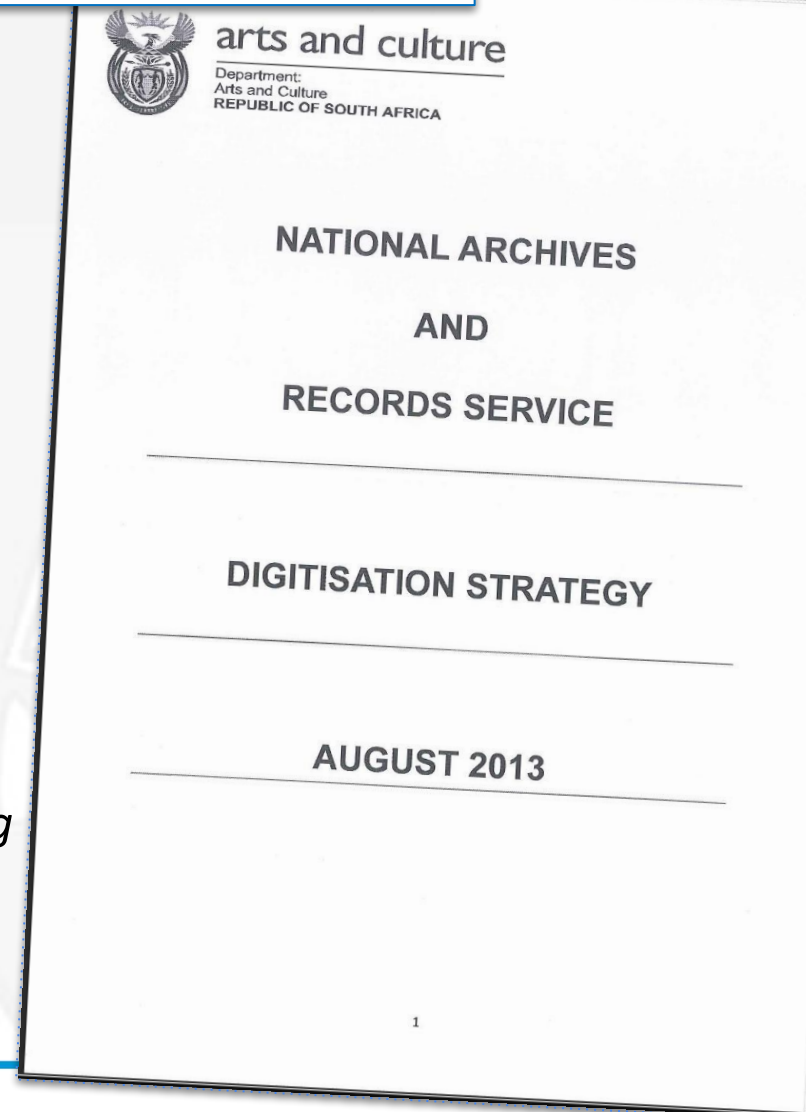 arts and culture
Department:
Arts and Culture
REPUBLIC OF SOUTH AFRICA
NATIONAL ARCHIVES
AND
RECORDS SERVICE
DIGITISATION STRATEGY
AUGUST 2013
g
1